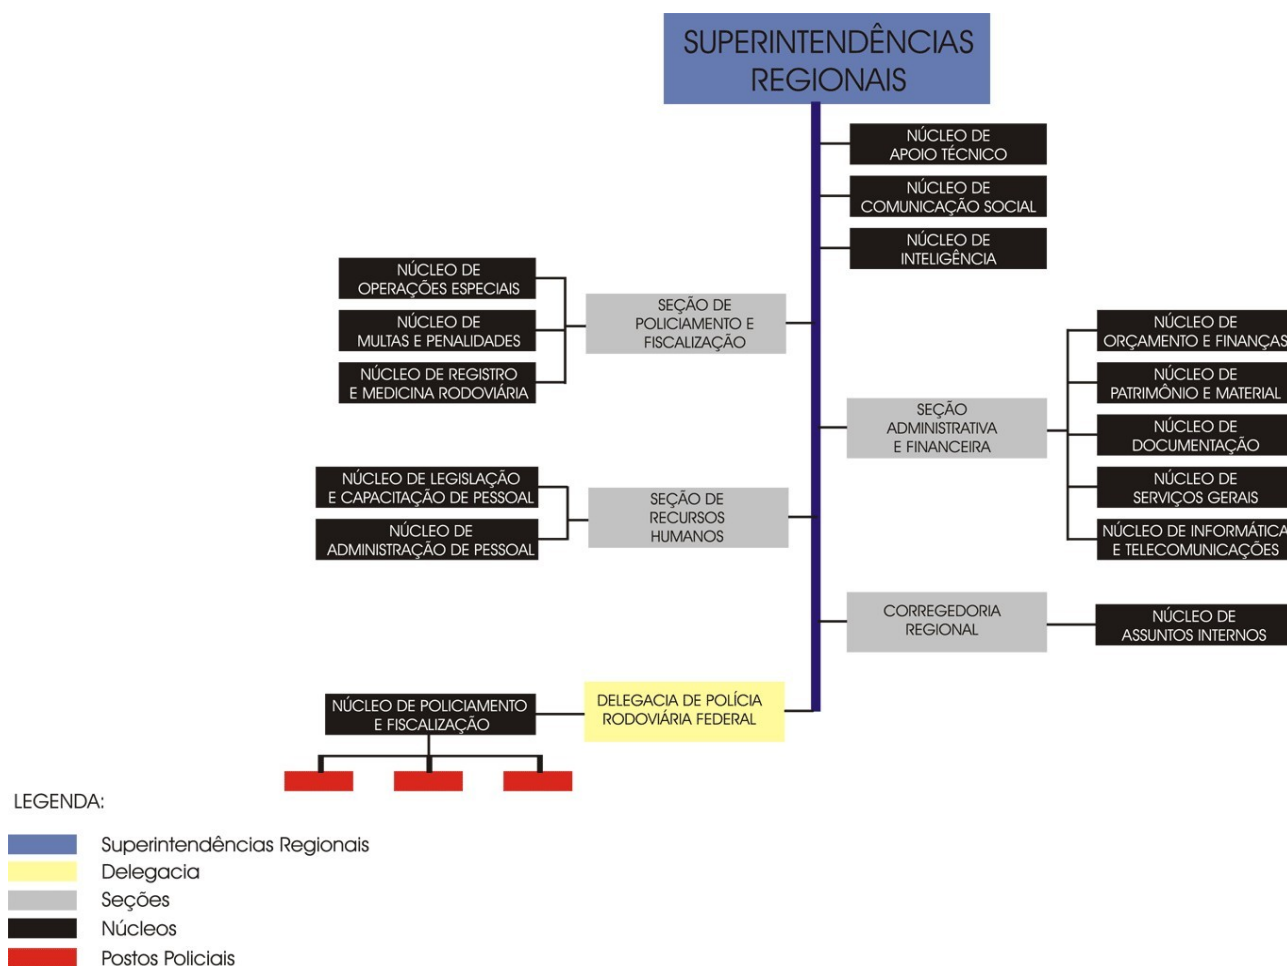 SUPERINTENDÊNCIAS
REGIONAIS
NÚCLEO DE
APOIO TÉCNICO
NÚCLEO DE
COMUNICAÇÃO SOCIAL
NÚCLEO DE
INTELIGÊNCIA
NÚCLEO DE
OPERAÇÕES ESPECIAIS
NÚCLEO DE
MULTAS E PENALIDADES
NÚCLEO DE REGISTRO
E MEDICINA RODOVIÁRIA
SEÇÃO DE
POLICIAMENTO E
FISCALIZAÇÃO
NÚCLEO DE
ORÇAMENTO E FINANÇAS
NÚCLEO DE
PATRIMÔNIO E MATERIAL
NÚCLEO DE
DOCUMENTAÇÃO
NÚCLEO DE
SERVIÇOS GERAIS
NÚCLEO DE INFORMÁTICA
E TELECOMUNICAÇÕES
SEÇÃO
ADMINISTRATIVA
E FINANCEIRA
NÚCLEO DE LEGISLAÇÃO
E CAPACITAÇÃO DE PESSOAL
NÚCLEO DE
ADMINISTRAÇÃO DE PESSOAL
SEÇÃO DE
RECURSOS
HUMANOS
CORREGEDORIA
REGIONAL
NÚCLEO DE
ASSUNTOS INTERNOS
NÚCLEO DE POLICIAMENTO
E FISCALIZAÇÃO
DELEGACIA DE POLÍCIA
RODOVIÁRIA FEDERAL
LEGENDA:
Superintendências Regionais
Delegacia
Seções
Núcleos
Postos Policiais